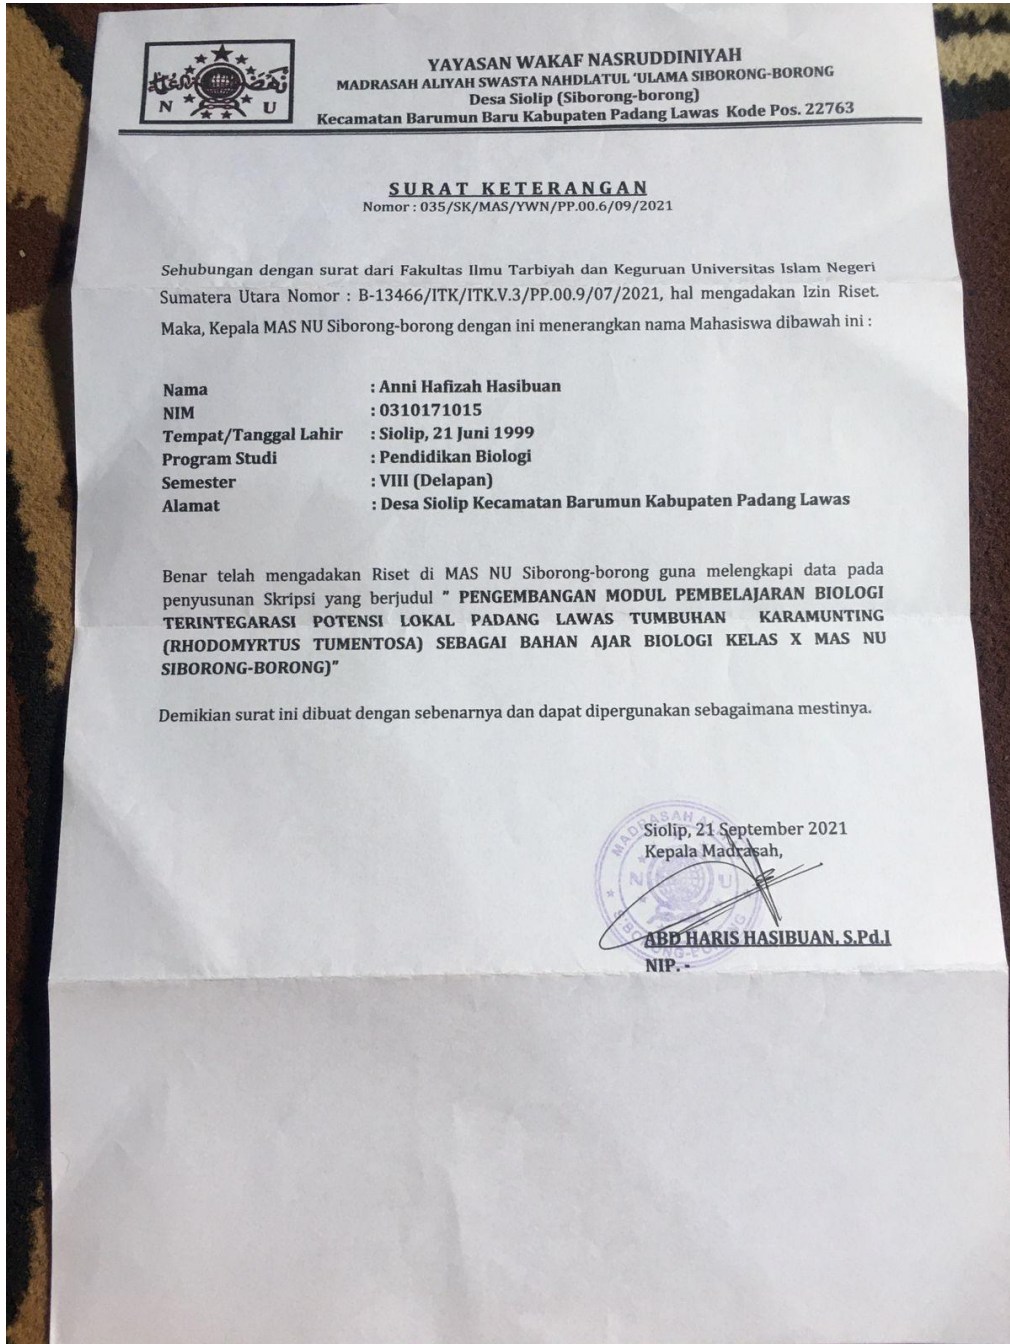 N U
YAYASAN WAKAF NASRUDDINIYAH
MADRASAH ALIYAH SWASTA NAHDLATUL 'ULAMA SIBORONG-BORONG
Desa Siolip (Siborong-borong)
Kecamatan Barumun Baru Kabupaten Padang Lawas Kode Pos. 22763
SURAT KETERANGAN
Nomor : 035/SK/MAS/YWN/PP.00.6/09/2021
Sehubungan dengan surat dari Fakultas Ilmu Tarbiyah dan Keguruan Universitas Islam Negeri
Sumatera Utara Nomor : B-13466/ITK/ITK.V.3/PP.00.9/07/2021, hal mengadakan Izin Riset.
Maka, Kepala MAS NU Siborong-borong dengan ini menerangkan nama Mahasiswa dibawah ini :
Nama : Anni Hafizah Hasibuan
NIM : 0310171015
Tempat/Tanggal Lahir : Siolip, 21 Juni 1999
Program Studi : Pendidikan Biologi
Semester : VIII (Delapan)
Alamat : Desa Siolip Kecamatan Barumun Kabupaten Padang Lawas
Benar telah mengadakan Riset di MAS NU Siborong-borong guna melengkapi data pada
penyusunan Skripsi yang berjudul " PENGEMBANGAN MODUL PEMBELAJARAN BIOLOGI
TERINTEGARASI POTENSI LOKAL PADANG LAWAS TUMBUHAN KARAMUNTING
(RHODOMYRTUS TUMENTOSA) SEBAGAI BAHAN AJAR BIOLOGI KELAS X MAS NU
SIBORONG-BORONG)"
Demikian surat ini dibuat dengan sebenarnya dan dapat dipergunakan sebagaimana mestinya.
Siolip, 21 September 2021
Kepala Madrasah,
MADRASAH
N U
ABD HARIS HASIBUAN. S.Pd.I
NIP. -